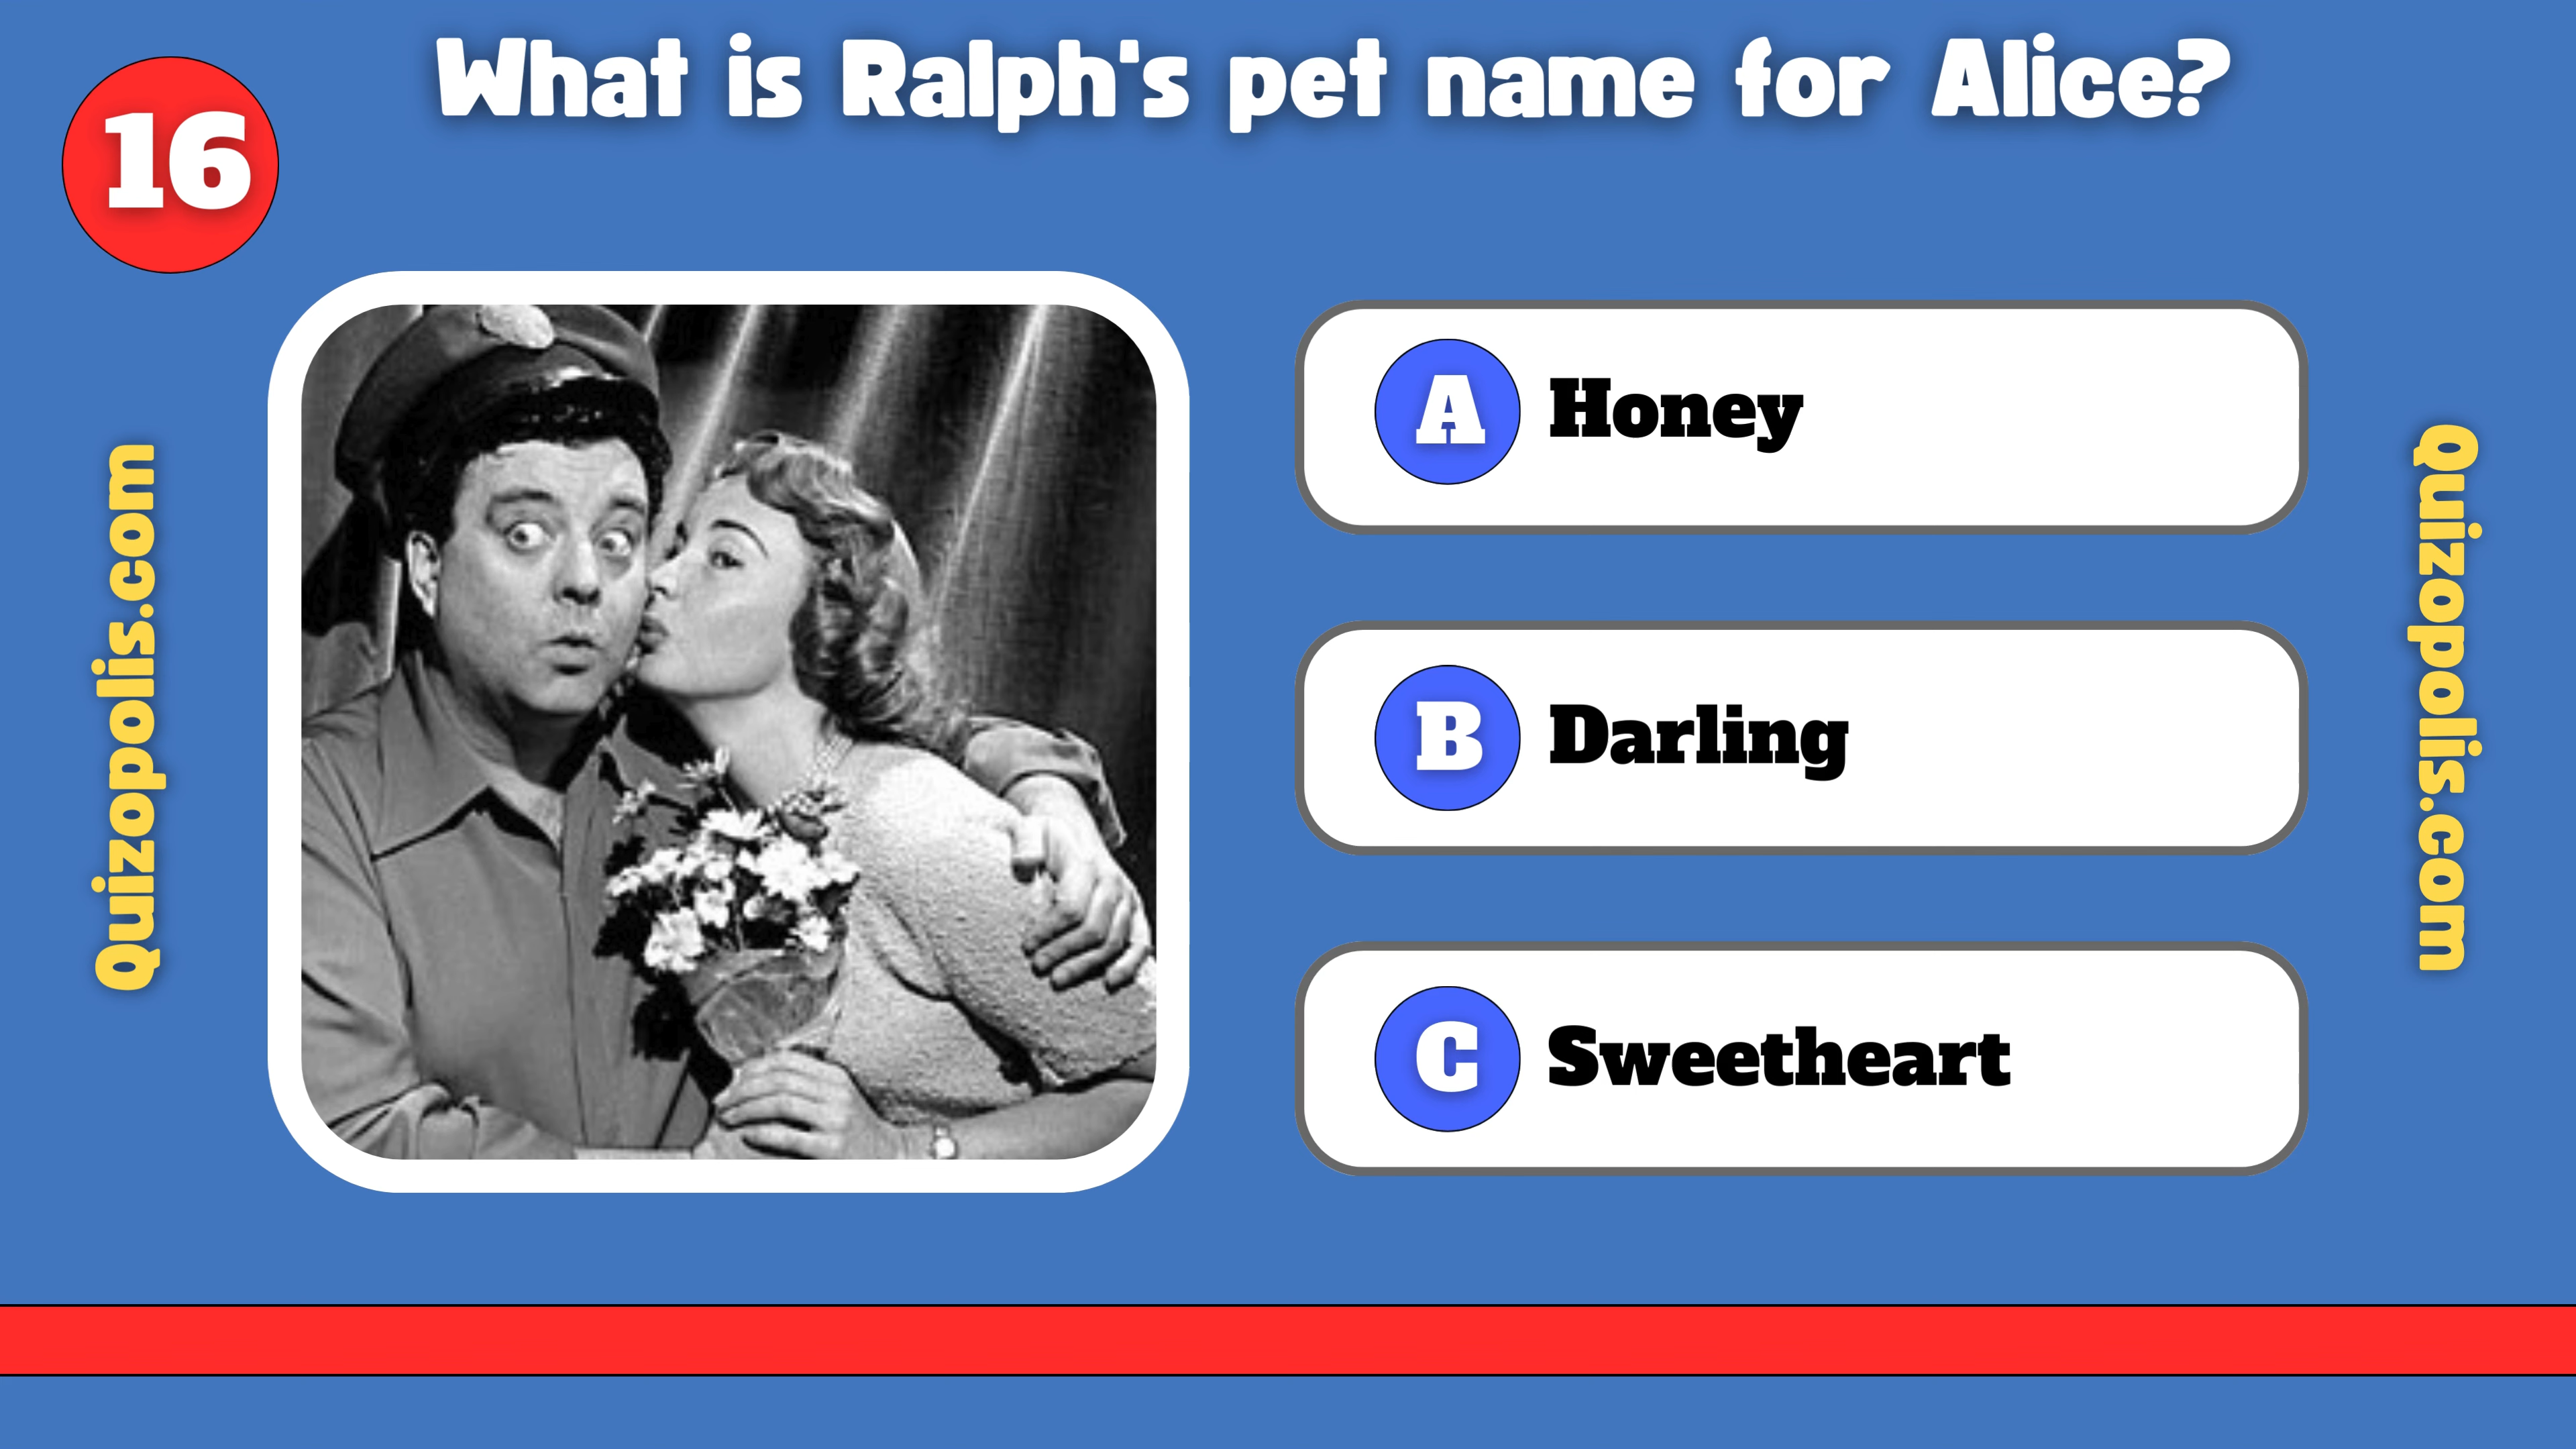 What is Ralph's pet name for Alice?
16
Quizopolis.com
A Honey
B Darling
C Sweetheart
Quizopolis.com